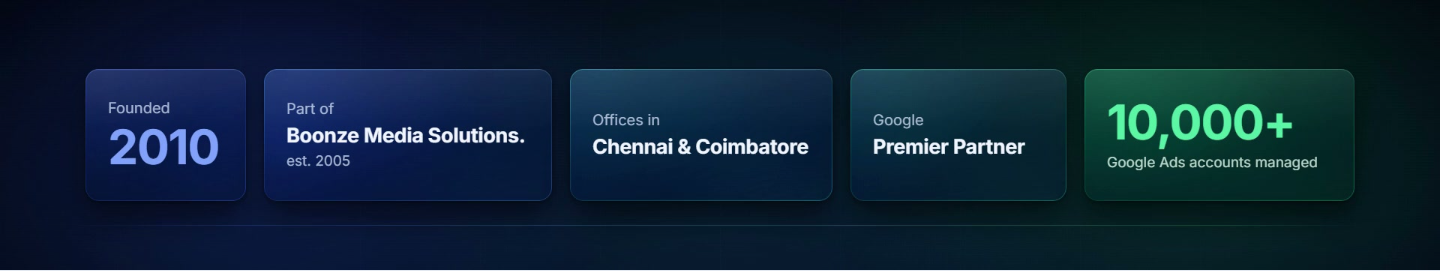 Founded
2010
Part of
Boonze Media Solutions.
est. 2005
Offices in
Chennai & Coimbatore
Google
Premier Partner
10,000+
Google Ads accounts managed